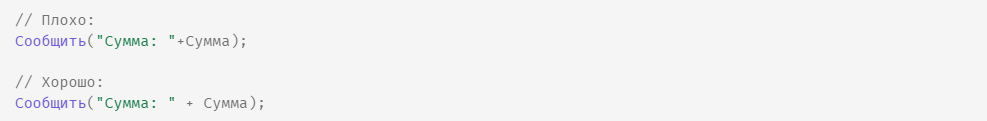 // Плохо:
Сообщить("Сумма: "+Сумма);
// Хорошо:
Сообщить("Сумма: " + Сумма);